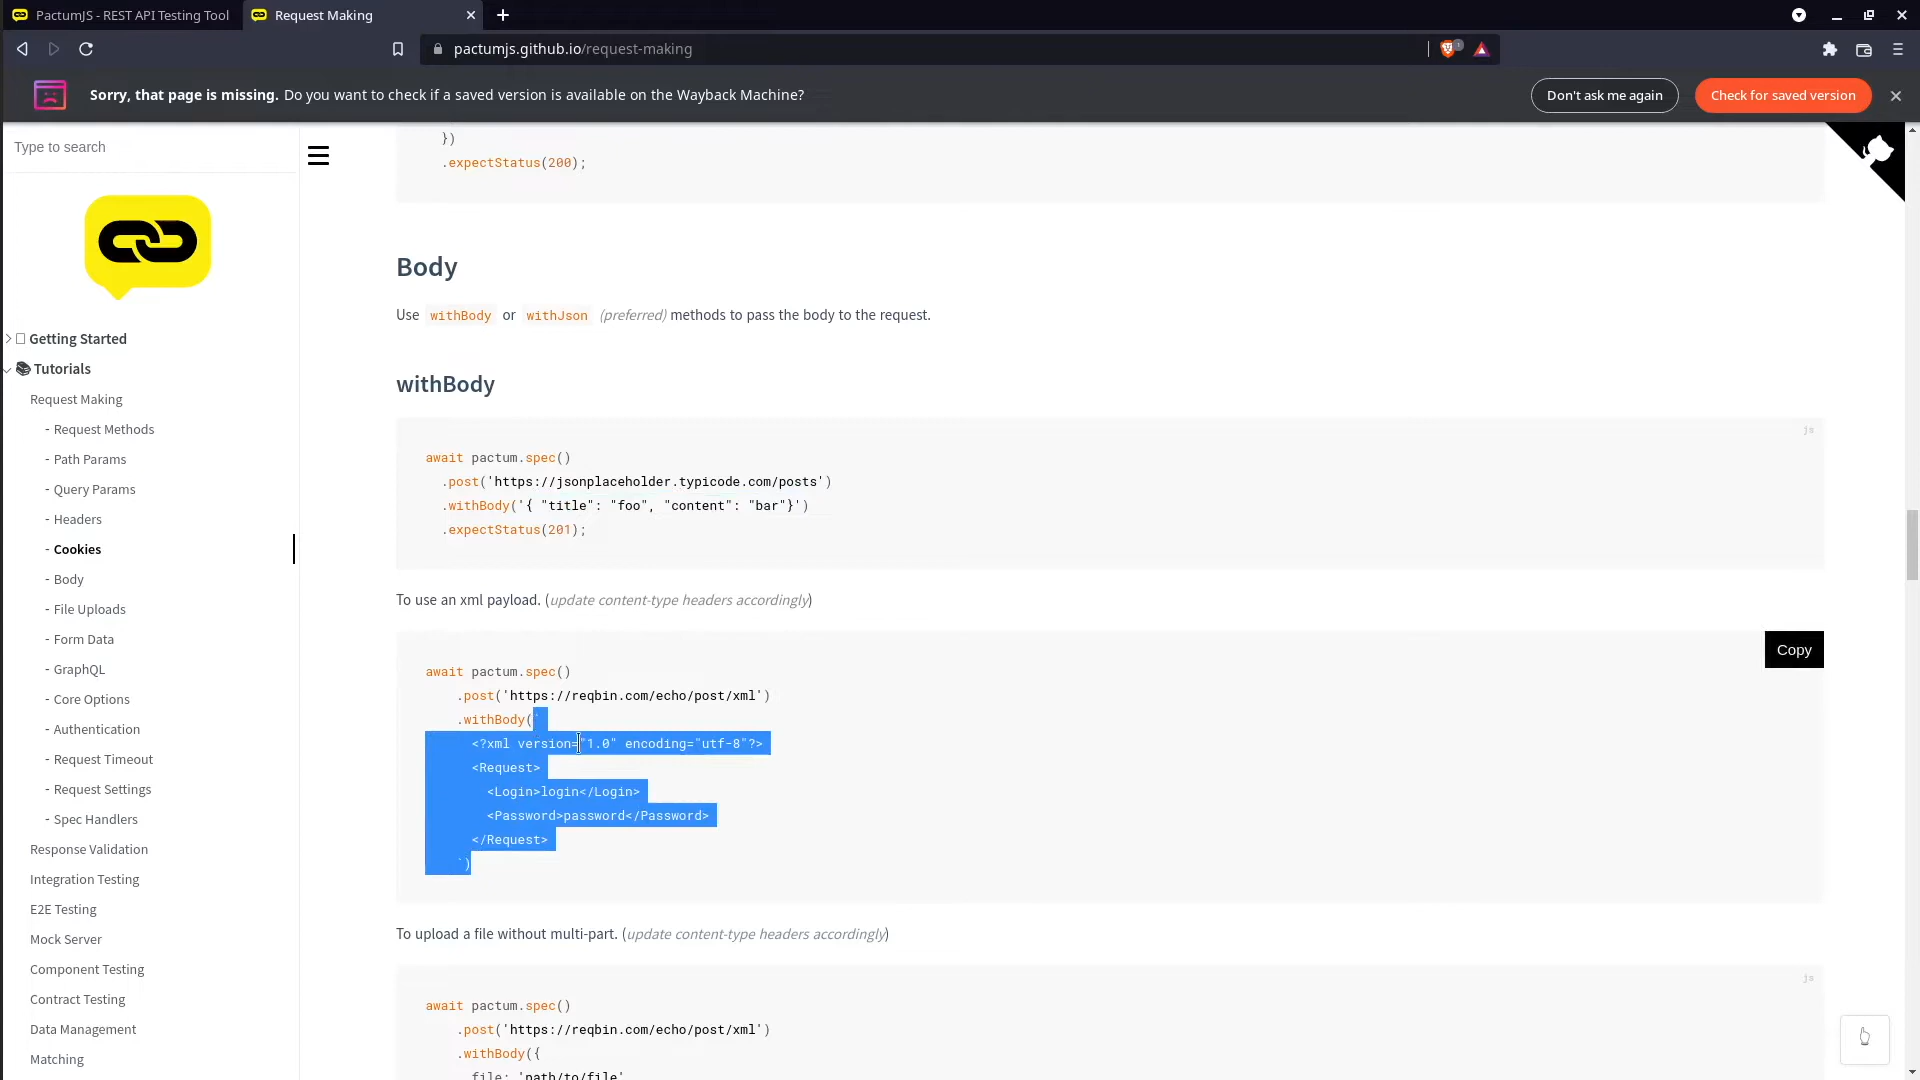 PactumJS - REST API Testing Tool
Request Making
pactumjs.github.io/request-making
1
Sorry, that page is missing. Do you want to check if a saved version is available on the Wayback Machine?
Don't ask me again
Check for saved version
Type to search
Getting Started
Tutorials
Request Making
- Request Methods
- Path Params
- Query Params
- Headers
- Cookies
- Body
- File Uploads
- Form Data
- GraphQL
- Core Options
- Authentication
- Request Timeout
- Request Settings
- Spec Handlers
Response Validation
Integration Testing
E2E Testing
Mock Server
Component Testing
Contract Testing
Data Management
Matching
})
.expectStatus(200);
Body
Use withBody or withJson (preferred) methods to pass the body to the request.
withBody
js
await pactum.spec()
.post('https://jsonplaceholder.typicode.com/posts')
.withBody('{ "title": "foo", "content": "bar"}')
.expectStatus(201);
To use an xml payload. (update content-type headers accordingly)
Copy
await pactum.spec()
.post('https://reqbin.com/echo/post/xml')
.withBody(`
<?xml version="1.0" encoding="utf-8"?>
<Request>
<Login>login</Login>
<Password>password</Password>
</Request>
`)
To upload a file without multi-part. (update content-type headers accordingly)
js
await pactum.spec()
.post('https://reqbin.com/echo/post/xml')
.withBody({
file: 'path/to/file'